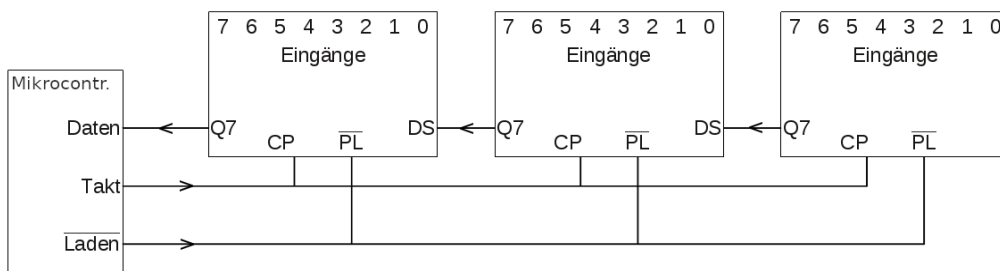 7 6 5 4 3 2 1 0
Eingänge
7 6 5 4 3 2 1 0
Eingänge
7 6 5 4 3 2 1 0
Eingänge
Mikrocontr.
Daten
Q7
DS
Q7
DS
Q7
CP
PL
CP
PL
CP
PL
Takt
Laden